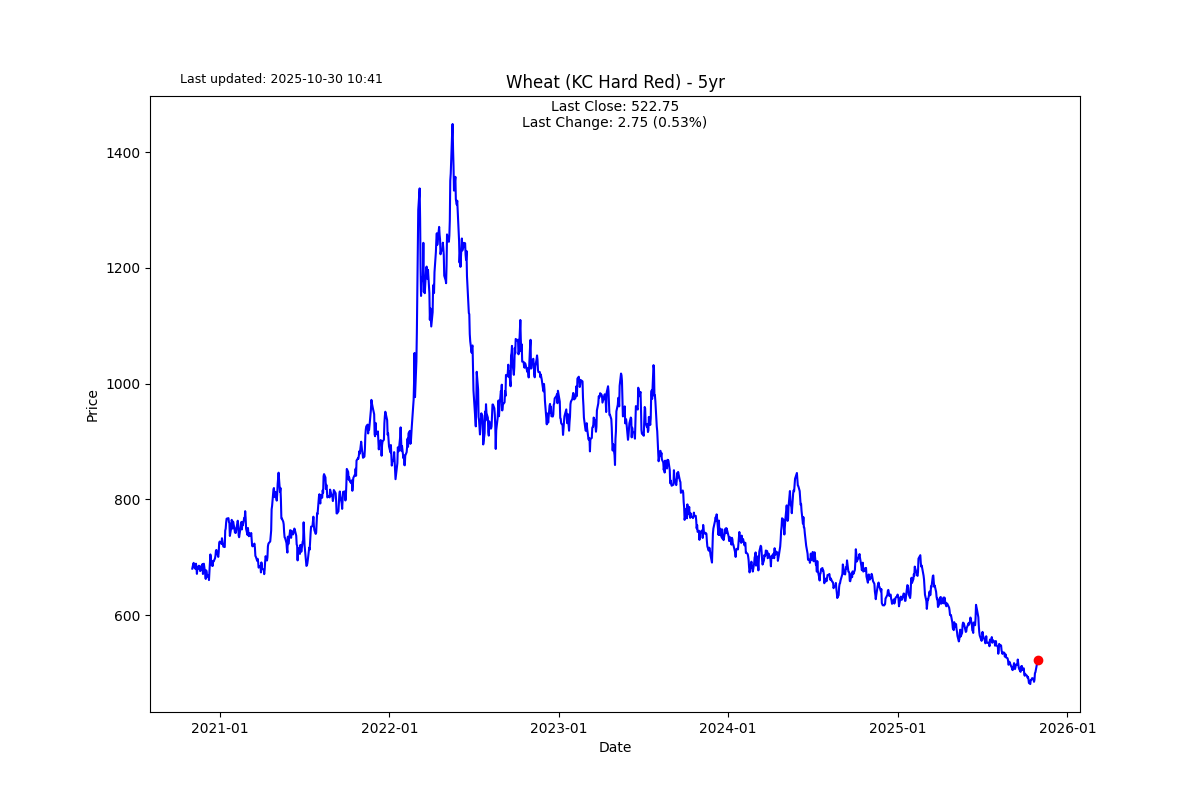 Last updated: 2025-10-30 10:41
Wheat (KC Hard Red) - 5yr
Last Close: 522.75
Last Change: 2.75 (0.53%)
1400
1200
1000
800
600
Price
2021-01
2022-01
2023-01
2024-01
2025-01
2026-01
Date